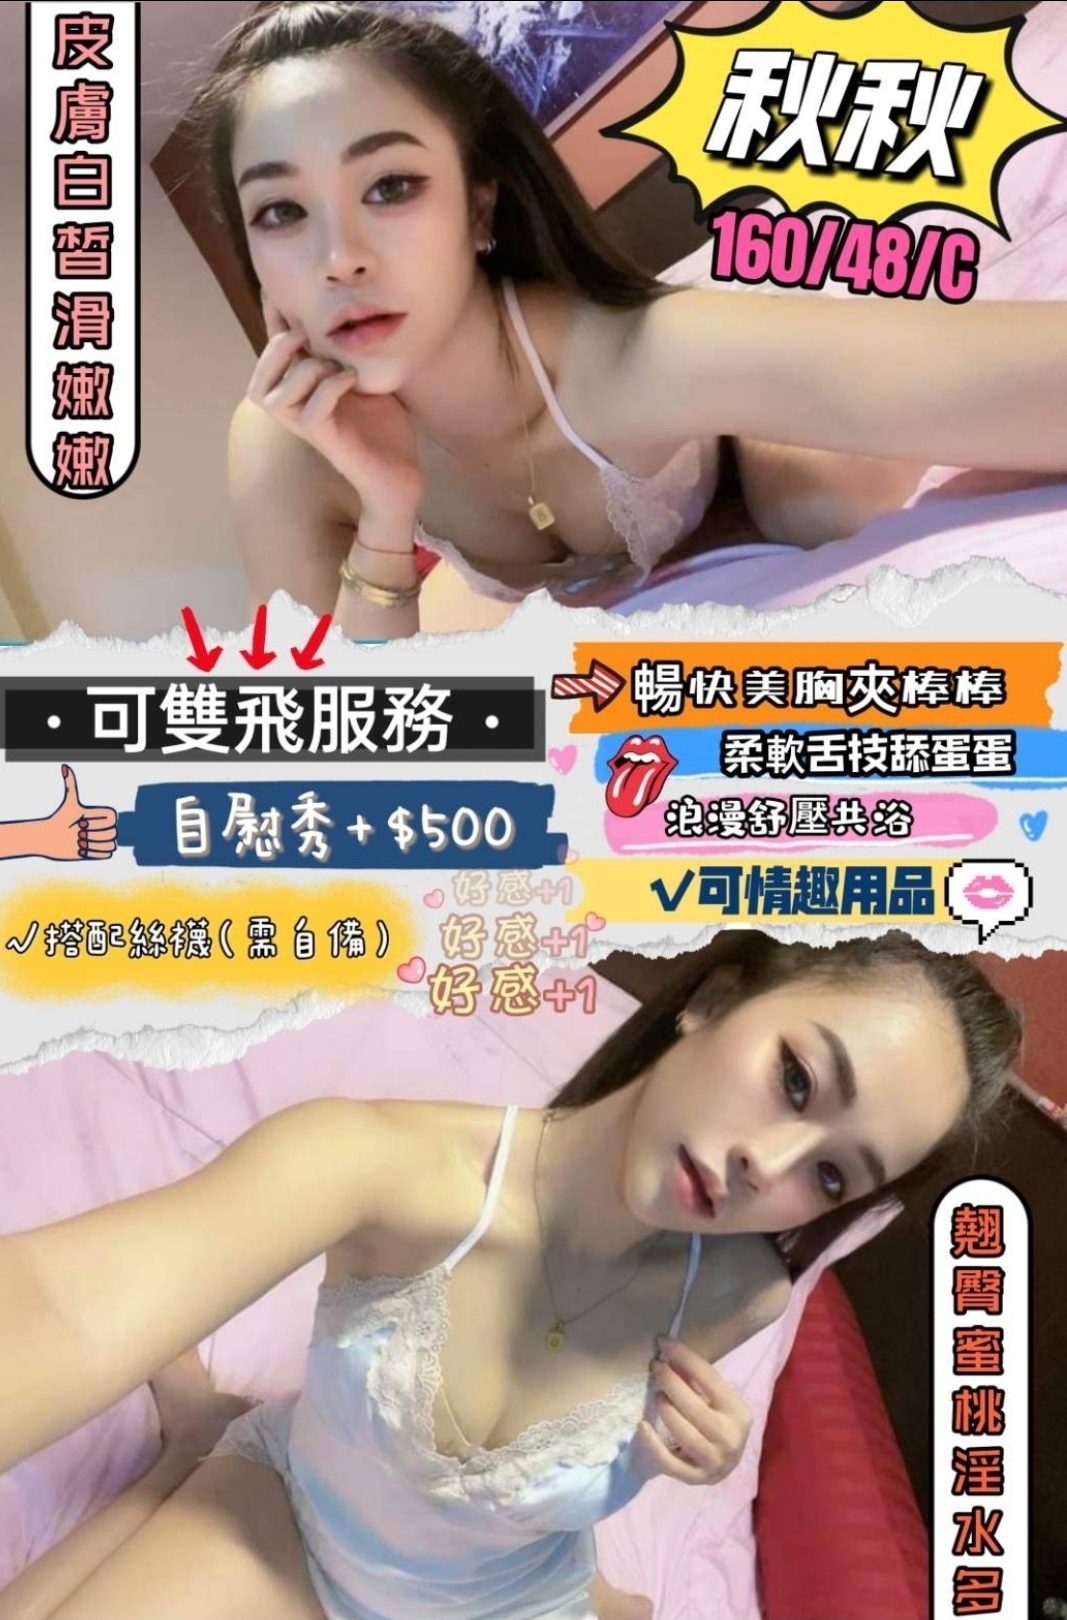 皮膚白皙滑嫩嫩
秋秋
160/48/C
·可雙飛服務·
自慰秀+$500
√搭配絲襪(需自備)
好感+1
好感+1
好感+1
暢快美胸夾棒棒
柔軟舌技舔蛋蛋
浪漫舒壓共浴
√可情趣用品
翹臀蜜桃淫水多